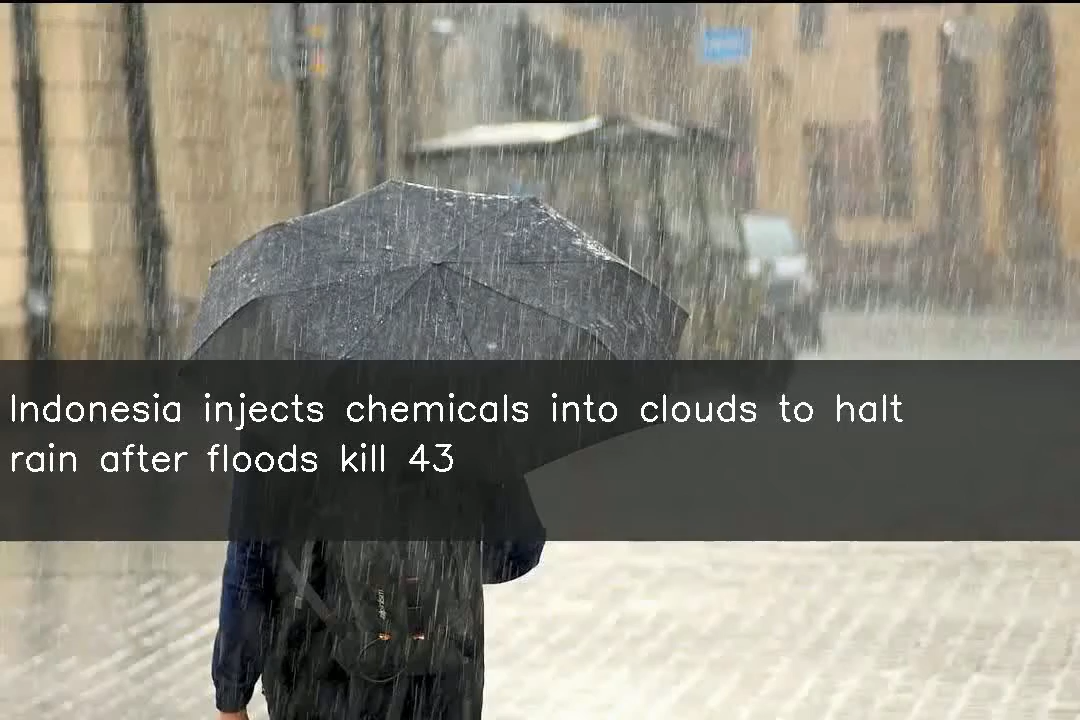 Indonesia injects chemicals into clouds to halt
rain after floods kill 43